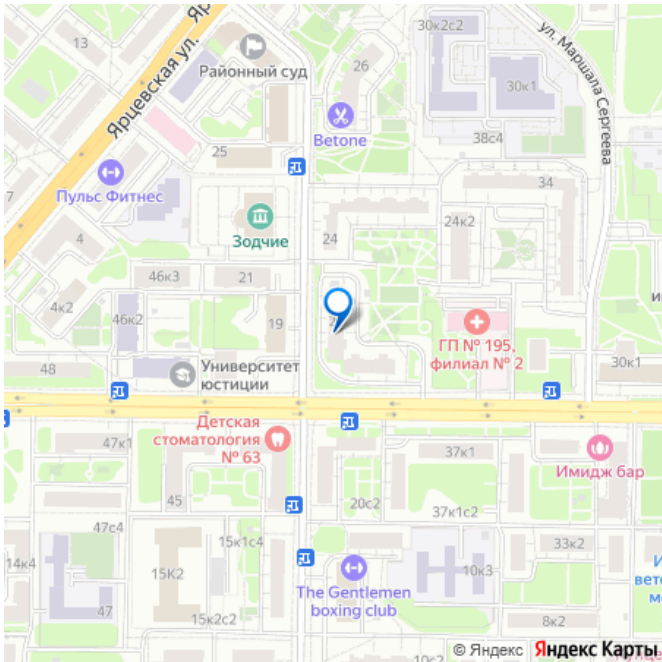 30к2с2
Ярцевская ул.
13
Районный суд
26
30к1
ул. Маршала Сергеева
Betone
38с4
25
7
Пульс Фитнес
34
Зодчие
24
24к2
4
46к3
21
4к2
46к2
19
ГП № 195,
филиал № 2
48
Университет
юстиции
30к1
Детская
стоматология
№ 63
47к1
37к1
Имидж бар
45
20с2
37к1с2
47с4
15к1с4
33к2
14к4
15К2
10к3
The Gentlemen
boxing club
47
15к2с2
8к2
10с2
© Яндекс
Яндекс Карты